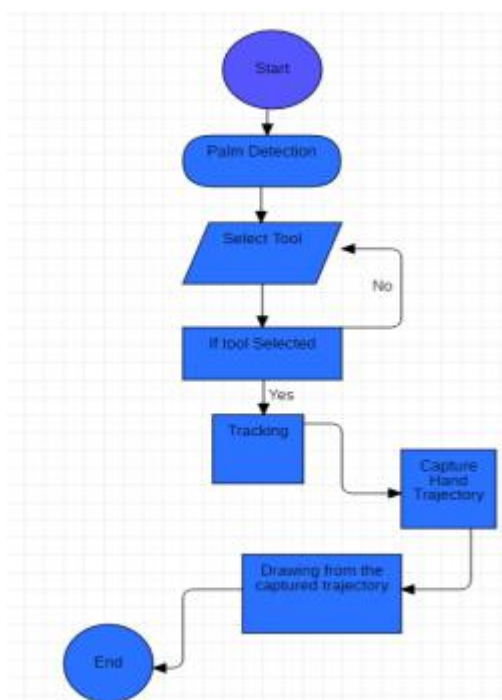 Start
Palm Detection
Select Tool
No
If tool Selected
Yes
Tracking
Capture
Hand
Trajectory
Drawing from the
captured trajectory
End